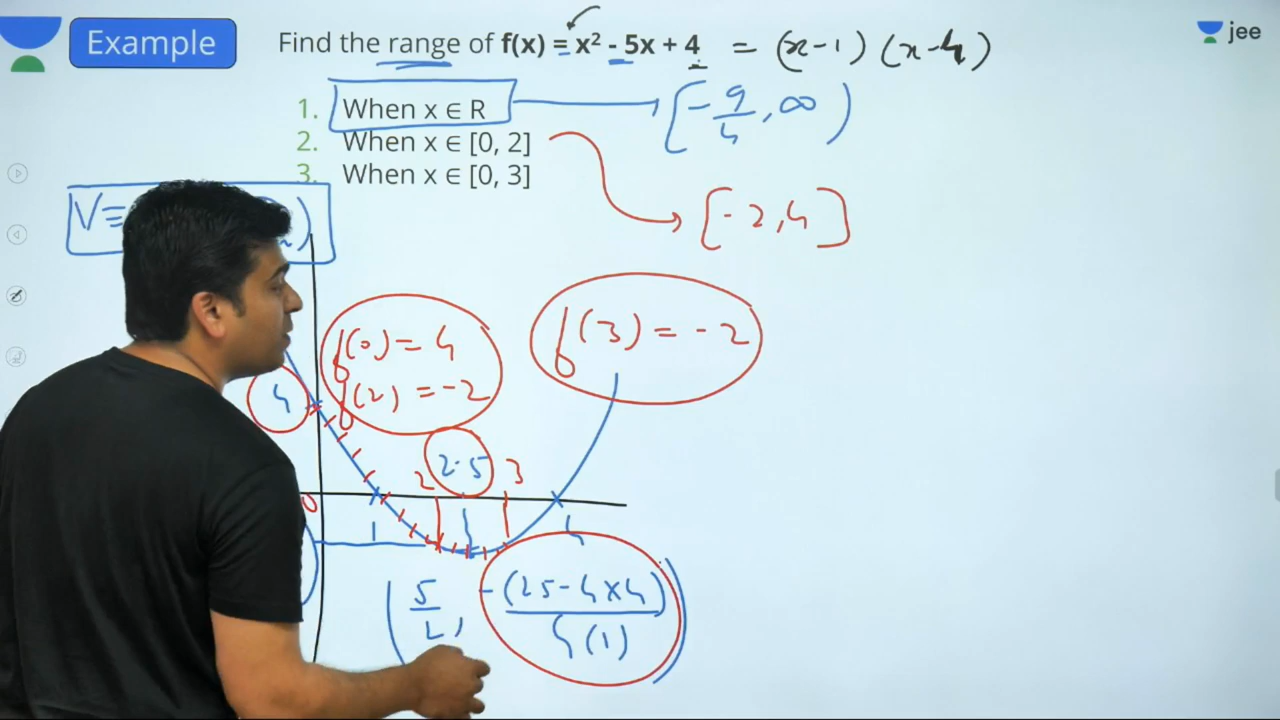 Example
Find the range of f(x) = x² - 5x + 4 = (x-1) (x-4)
jee
1. When x ∈ R
[-9/4, ∞)
2. When x ∈ [0, 2]
3. When x ∈ [0, 3]
V≡
[-2, 4]
f(3) = -2
f(0) = 4
f(2) = -2
4
2.5
2
3
0
1
4
-(25-4×4)
5
4(1)